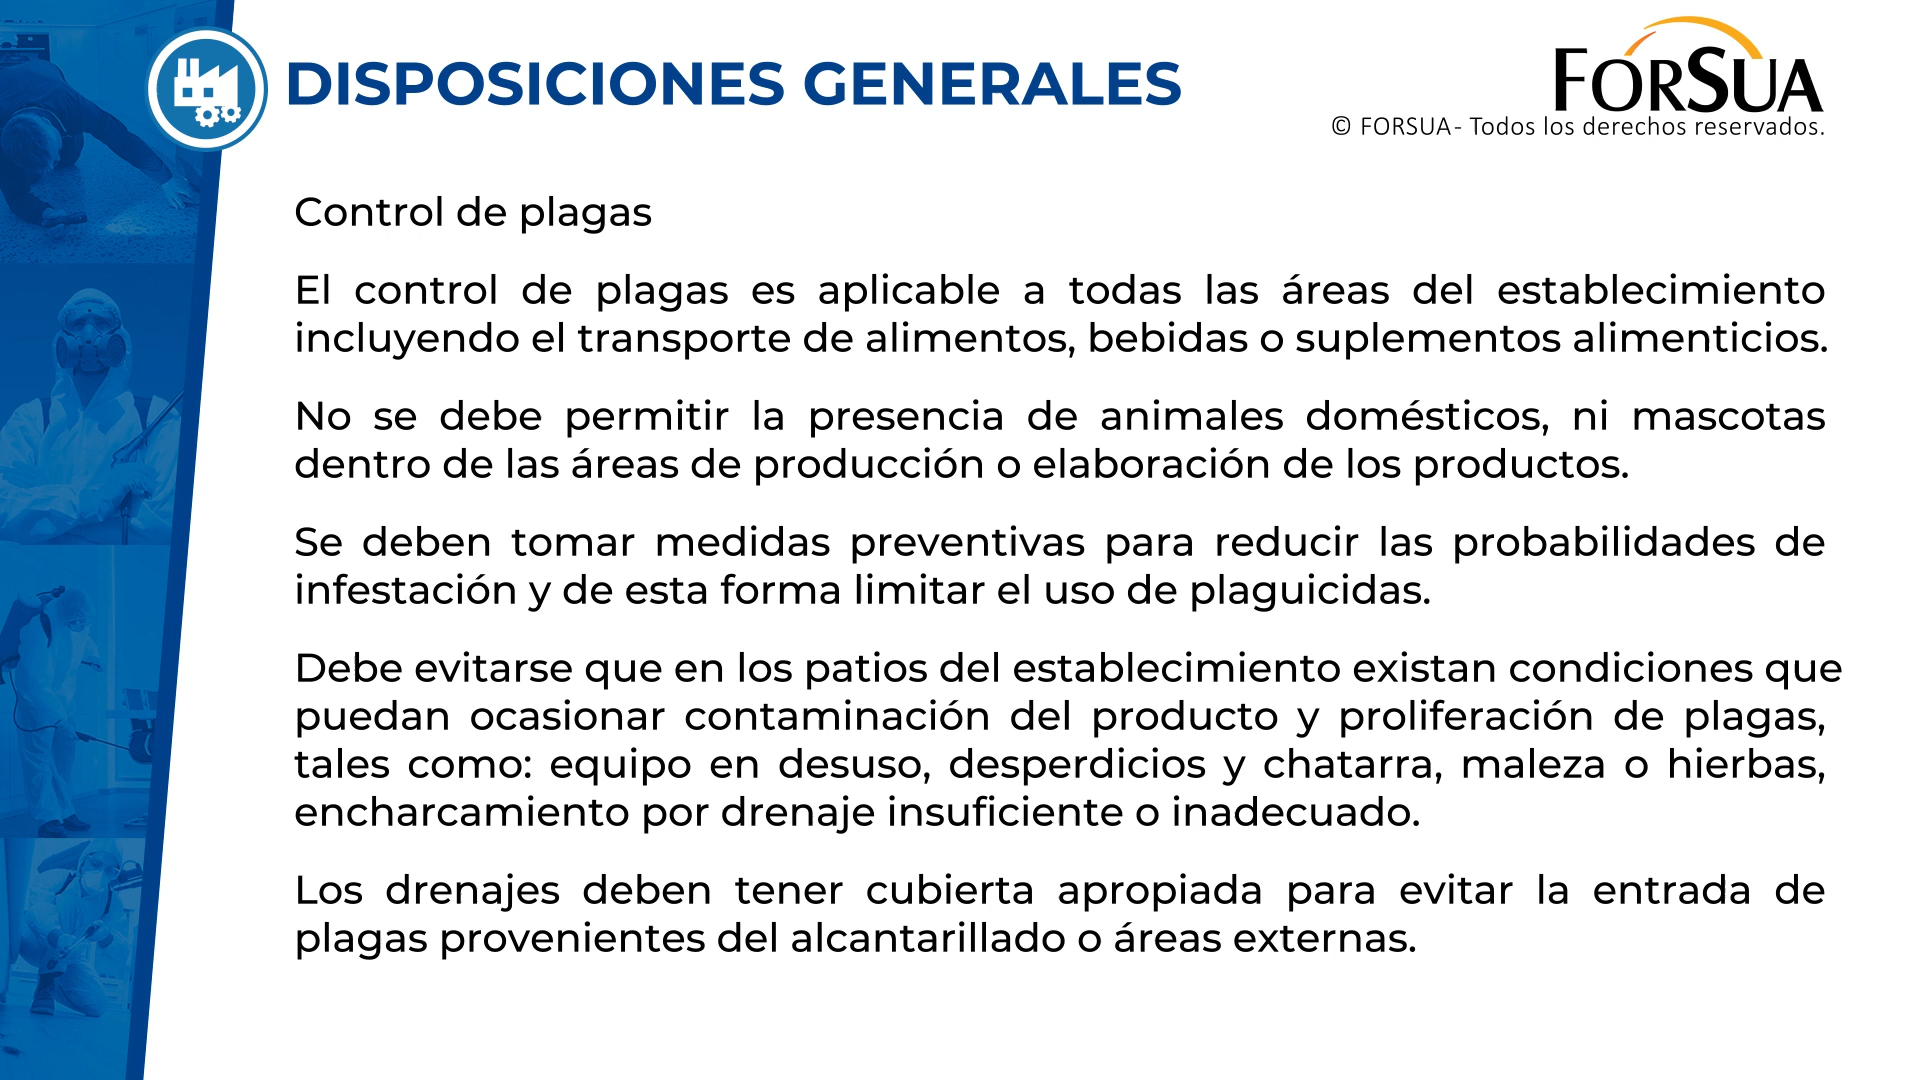 DISPOSICIONES GENERALES
FORSUA
© FORSUA- Todos los derechos reservados.
Control de plagas
El control de plagas es aplicable a todas las áreas del establecimiento
incluyendo el transporte de alimentos, bebidas o suplementos alimenticios.
No se debe permitir la presencia de animales domésticos, ni mascotas
dentro de las áreas de producción o elaboración de los productos.
Se deben tomar medidas preventivas para reducir las probabilidades de
infestación y de esta forma limitar el uso de plaguicidas.
Debe evitarse que en los patios del establecimiento existan condiciones que
puedan ocasionar contaminación del producto y proliferación de plagas,
tales como: equipo en desuso, desperdicios y chatarra, maleza o hierbas,
encharcamiento por drenaje insuficiente o inadecuado.
Los drenajes deben tener cubierta apropiada para evitar la entrada de
plagas provenientes del alcantarillado o áreas externas.